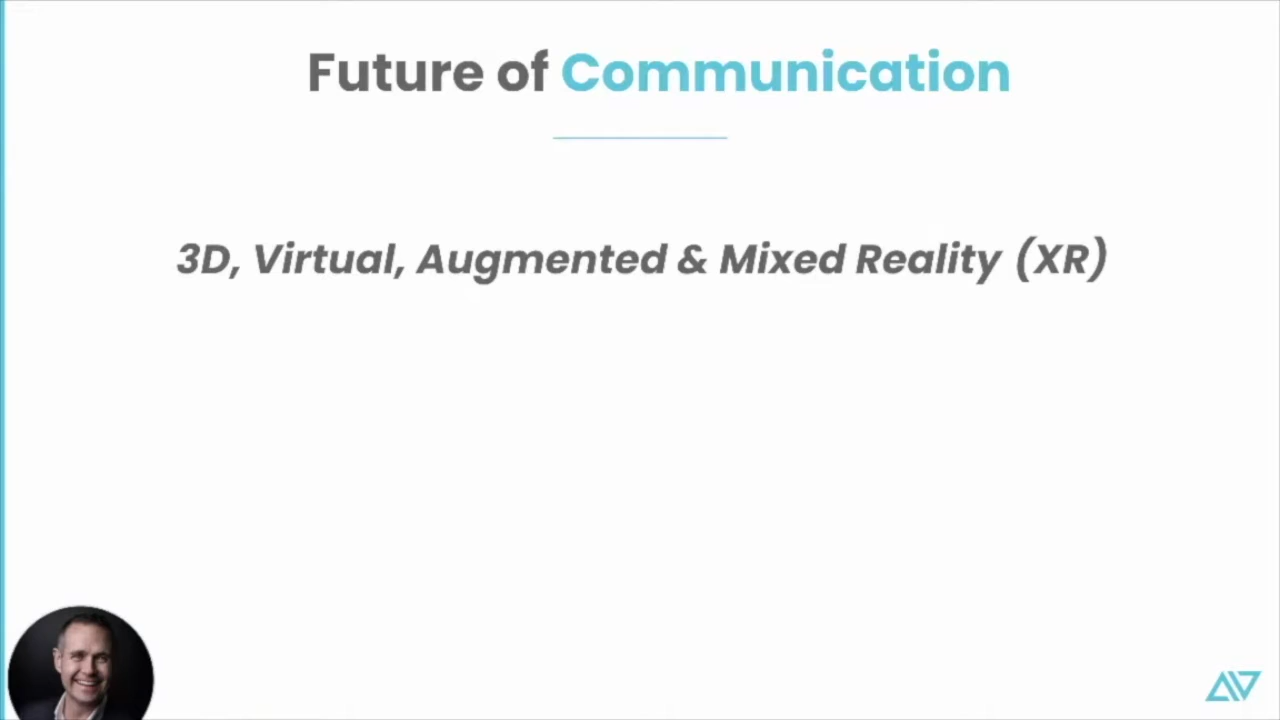 Future of Communication
3D, Virtual, Augmented & Mixed Reality (XR)